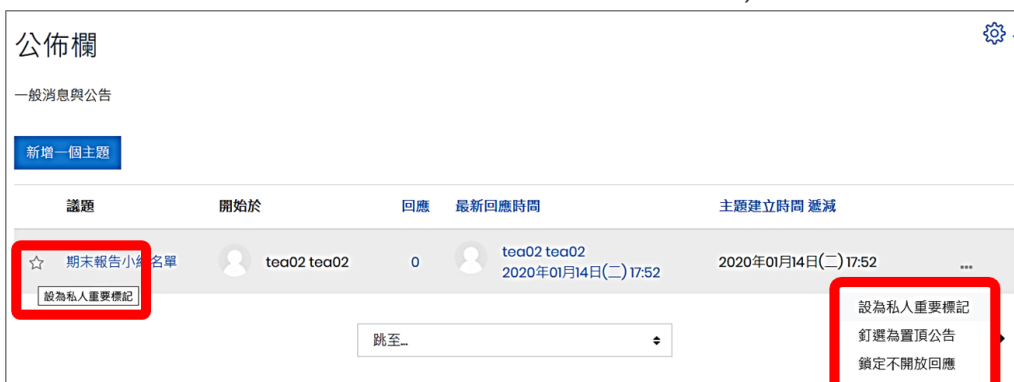 公佈欄
一般消息與公告
新增一個主題
議題 開始於 回應 最新回應時間 主題建立時間 遞減
期末報告小組名單 tea02 tea02 0 tea02 tea02 2020年01月14日(二) 17:52 2020年01月14日(二) 17:52 ...
設為私人重要標記
跳至...
設為私人重要標記
釘選為置頂公告
鎖定不開放回應